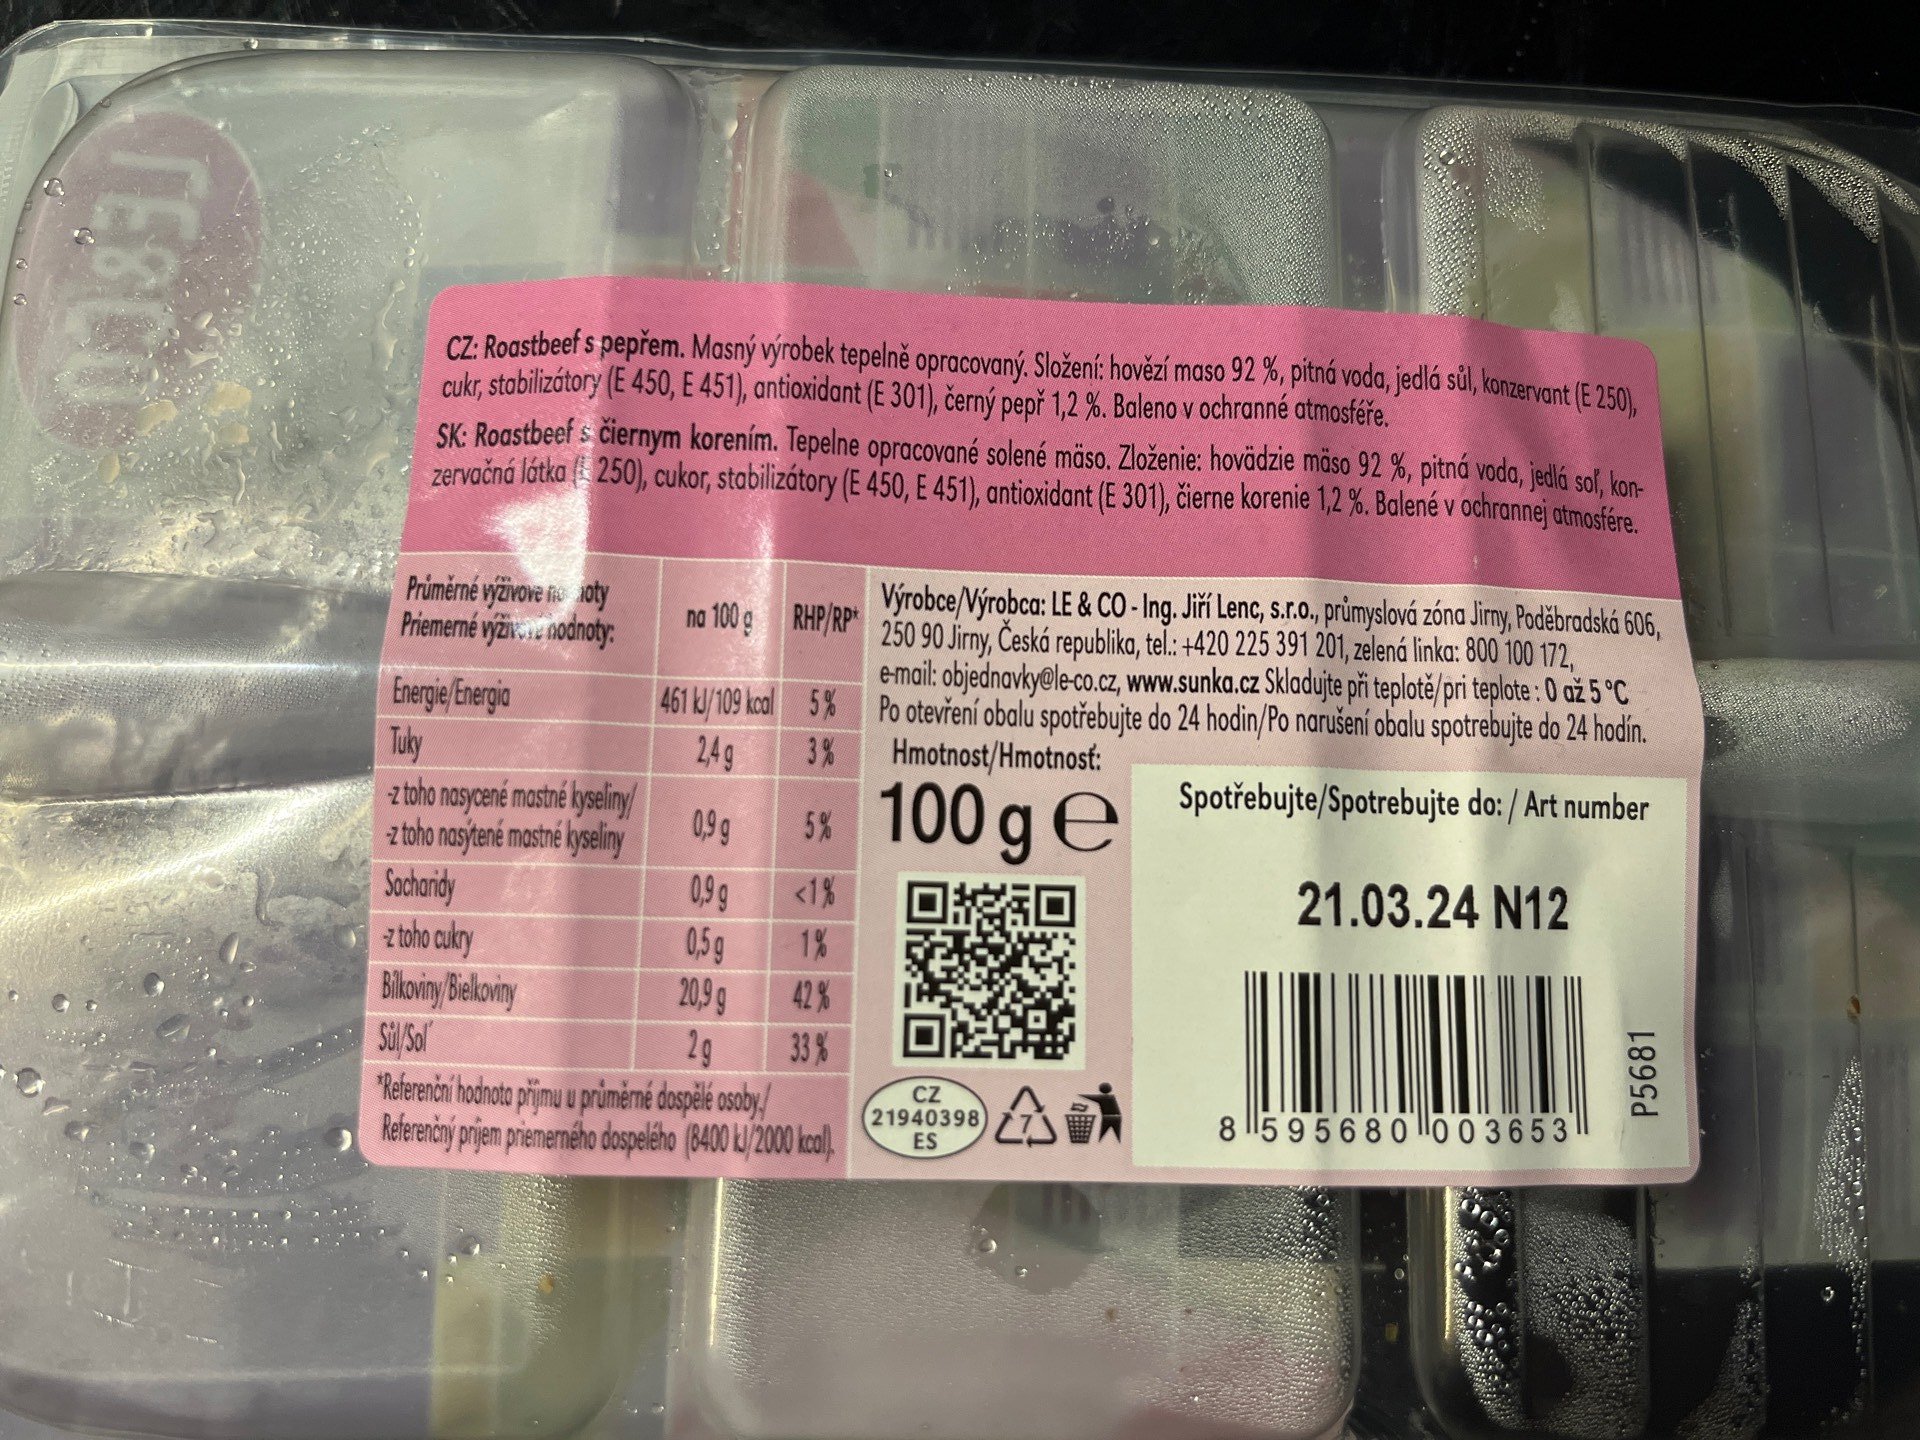 LE&CO
CZ: Roastbeef s pepřem. Masný výrobek tepelně opracovaný. Složení: hovězí maso 92 %, pitná voda, jedlá sůl, konzervant (E 250),
cukr, stabilizátory (E 450, E 451), antioxidant (E 301), černý pepř 1,2 %. Baleno v ochranné atmosféře.
SK: Roastbeef s čiernym korením. Tepelne opracované solené mäso. Zloženie: hovädzie mäso 92 %, pitná voda, jedlá soľ, kon-
zervačná látka (E 250), cukor, stabilizátory (E 450, E 451), antioxidant (E 301), čierne korenie 1,2 %. Balené v ochrannej atmosfére.
Průměrné výživové hodnoty
Priemerné výživové hodnoty:
na 100 g
RHP/RP*
Energie/Energia 461 kJ/109 kcal 5 %
Tuky 2,4 g 3 %
-z toho nasycené mastné kyseliny/
-z toho nasýtené mastné kyseliny
0,9 g 5 %
Sacharidy 0,9 g <1 %
-z toho cukry 0,5 g 1 %
Bílkoviny/Bielkoviny 20,9 g 42 %
Sůl/Soľ 2 g 33 %
*Referenční hodnota příjmu u průměrné dospělé osoby./
Referenčný príjem priemerného dospelého (8400 kJ/2000 kcal).
Výrobce/Výrobca: LE & CO - Ing. Jiří Lenc, s.r.o., průmyslová zóna Jirny, Poděbradská 606,
250 90 Jirny, Česká republika, tel.: +420 225 391 201, zelená linka: 800 100 172,
e-mail: objednavky@le-co.cz, www.sunka.cz Skladujte při teplotě/pri teplote : 0 až 5 °C
Po otevření obalu spotřebujte do 24 hodin/Po narušení obalu spotrebujte do 24 hodín.
Hmotnost/Hmotnosť:
100 g e
Spotřebujte/Spotrebujte do: / Art number
21.03.24 N12
8 595680 003653
P5681
CZ
21940398
ES
7